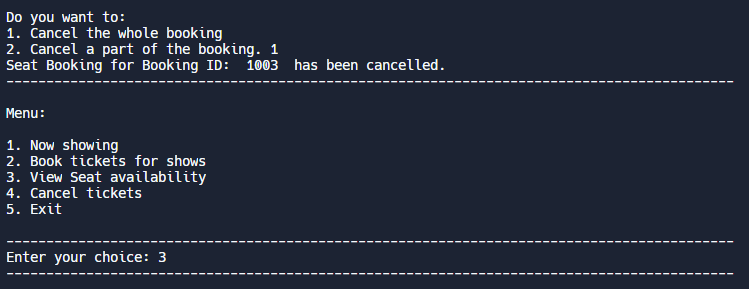 Do you want to:
1. Cancel the whole booking
2. Cancel a part of the booking. 1
Seat Booking for Booking ID:  1003  has been cancelled.
-------------------------------------------------------------------------------------------
Menu:
1. Now showing
2. Book tickets for shows
3. View Seat availability
4. Cancel tickets
5. Exit
-------------------------------------------------------------------------------------------
Enter your choice: 3
-------------------------------------------------------------------------------------------